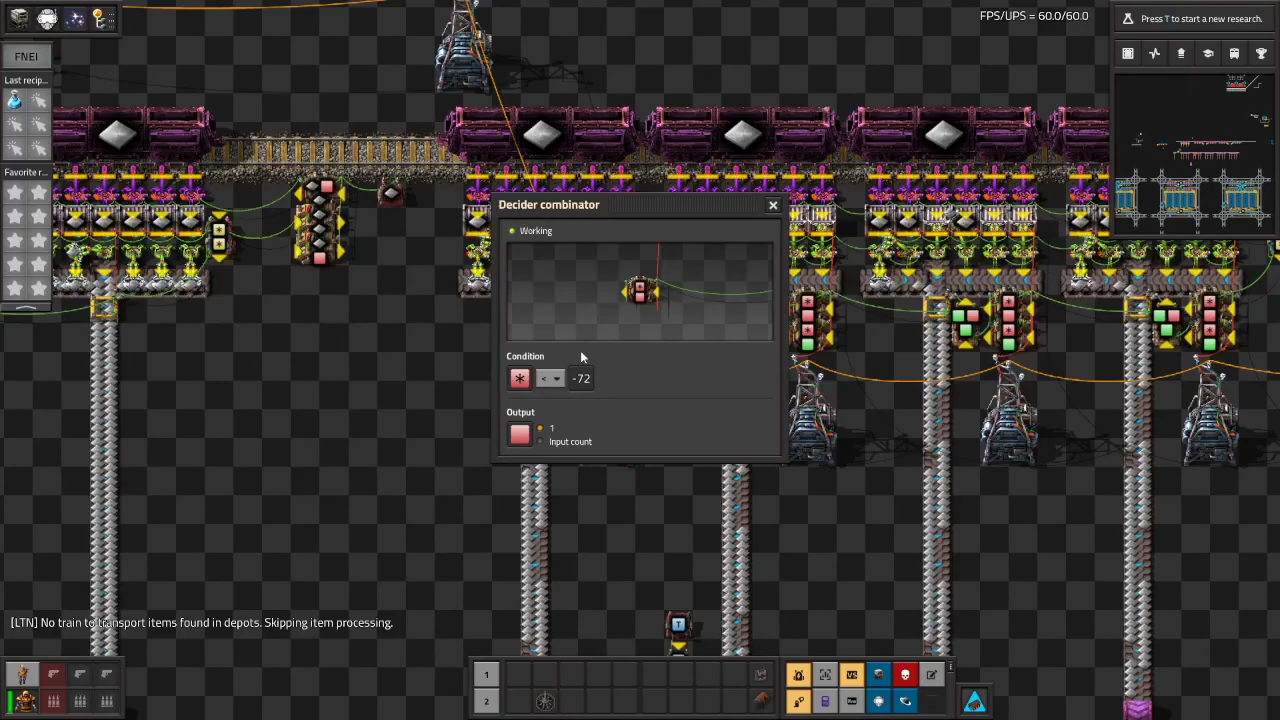 FPS/UPS = 60.0/60.0
Press T to start a new research.
FNEI
Last recip...
Favorite r...
Decider combinator
Working
Condition
< -72
Output
1
Input count
T
[LTN] No train to transport items found in depots. Skipping item processing.
1
2